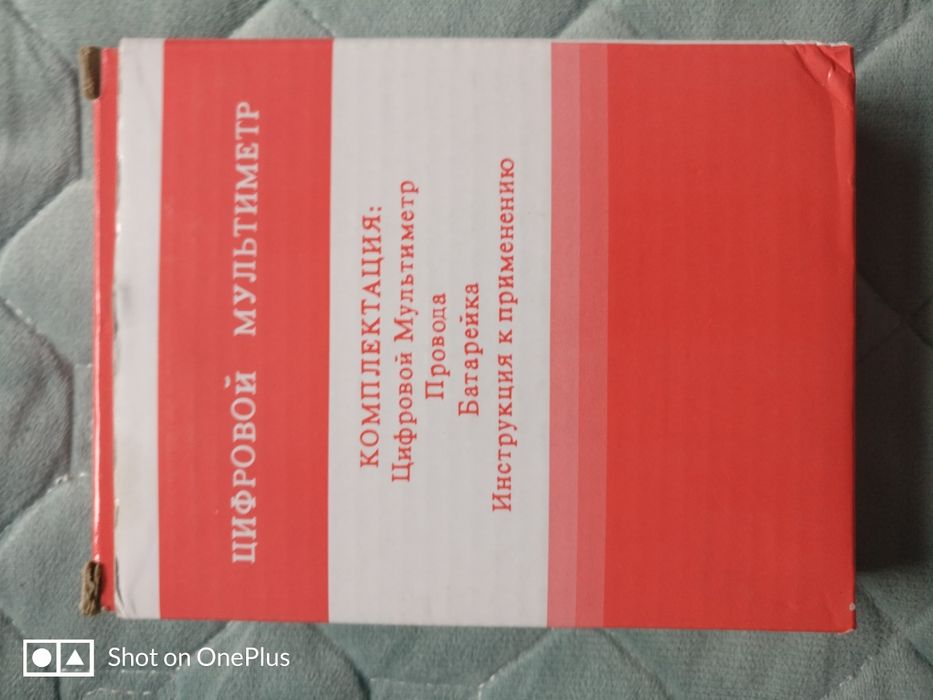 ЦИФРОВОЙ МУЛЬТИМЕТР
КОМПЛЕКТАЦИЯ:
Цифровой Мультиметр
Провода
Батарейка
Инструкция к применению
Shot on OnePlus